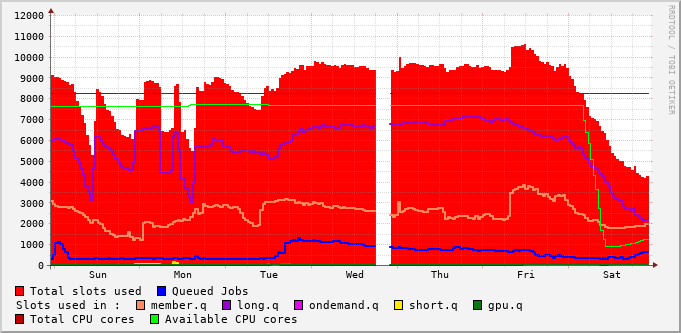 12000
11000
10000
9000
8000
7000
6000
5000
4000
3000
2000
1000
0
Sun Mon Tue Wed Thu Fri Sat
RRDTOOL / TOBI OETIKER
Total slots used Queued Jobs
Slots used in : member.q long.q ondemand.q short.q gpu.q
Total CPU cores Available CPU cores